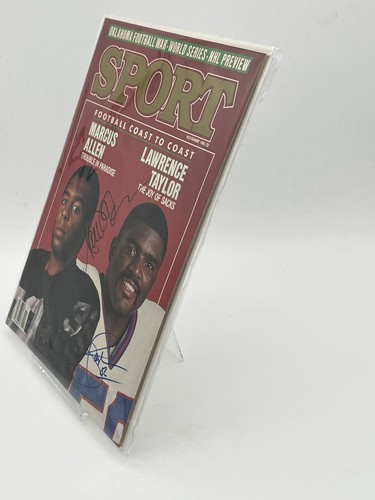 OKLAHOMA FOOTBALL WAR • WORLD SERIES • NHL PREVIEW
SPORT
FOOTBALL COAST TO COAST
MARCUS
ALLEN
TROUBLE IN PARADISE
LAWRENCE
TAYLOR
THE JOY OF SACKS